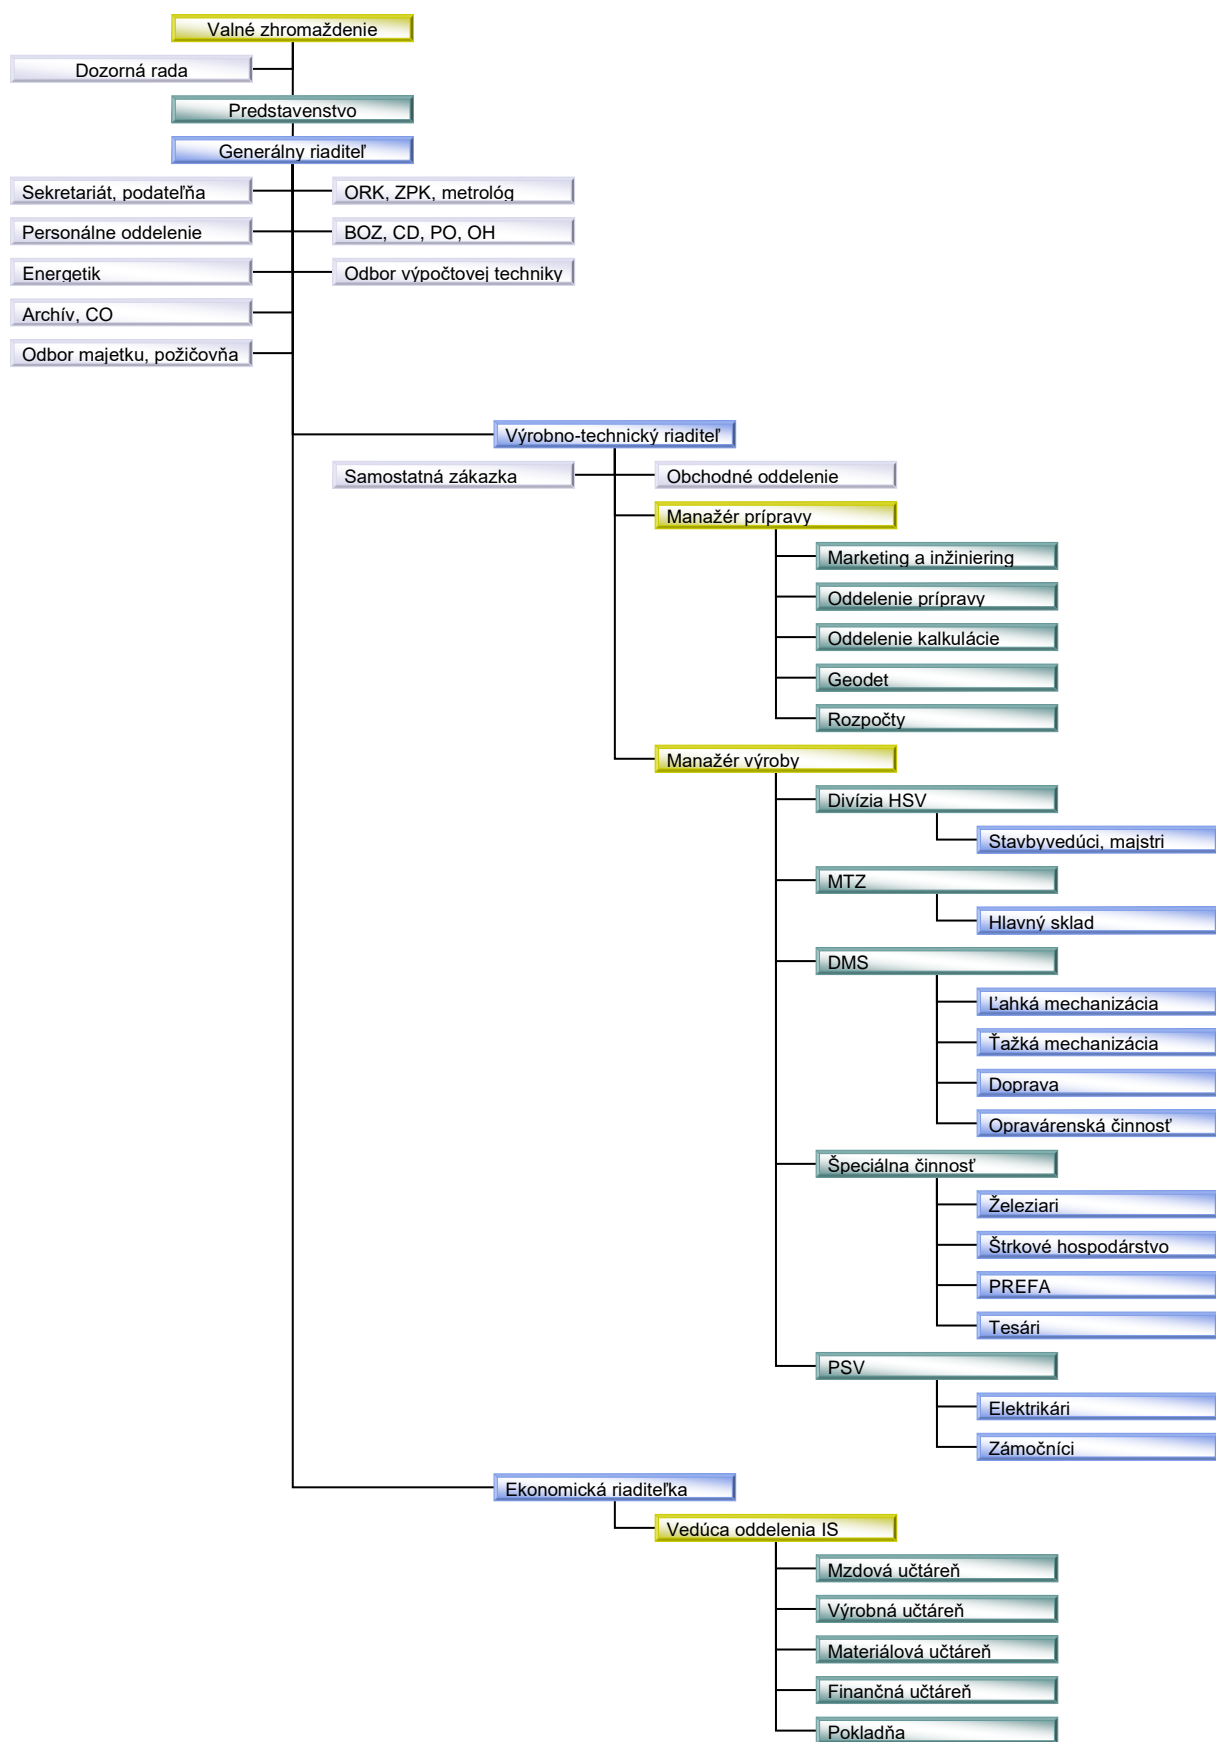 Valné zhromaždenie
Dozorná rada
Predstavenstvo
Generálny riaditeľ
Sekretariát, podateľňa
ORK, ZPK, metrológ
Personálne oddelenie
BOZ, CD, PO, OH
Energetik
Odbor výpočtovej techniky
Archív, CO
Odbor majetku, požičovňa
Výrobno-technický riaditeľ
Samostatná zákazka
Obchodné oddelenie
Manažér prípravy
Marketing a inžiniering
Oddelenie prípravy
Oddelenie kalkulácie
Geodet
Rozpočty
Manažér výroby
Divízia HSV
Stavbyvedúci, majstri
MTZ
Hlavný sklad
DMS
Ľahká mechanizácia
Ťažká mechanizácia
Doprava
Opravárenská činnosť
Špeciálna činnosť
Železiari
Štrkové hospodárstvo
PREFA
Tesári
PSV
Elektrikári
Zámočníci
Ekonomická riaditeľka
Vedúca oddelenia IS
Mzdová učtáreň
Výrobná učtáreň
Materiálová učtáreň
Finančná učtáreň
Pokladňa